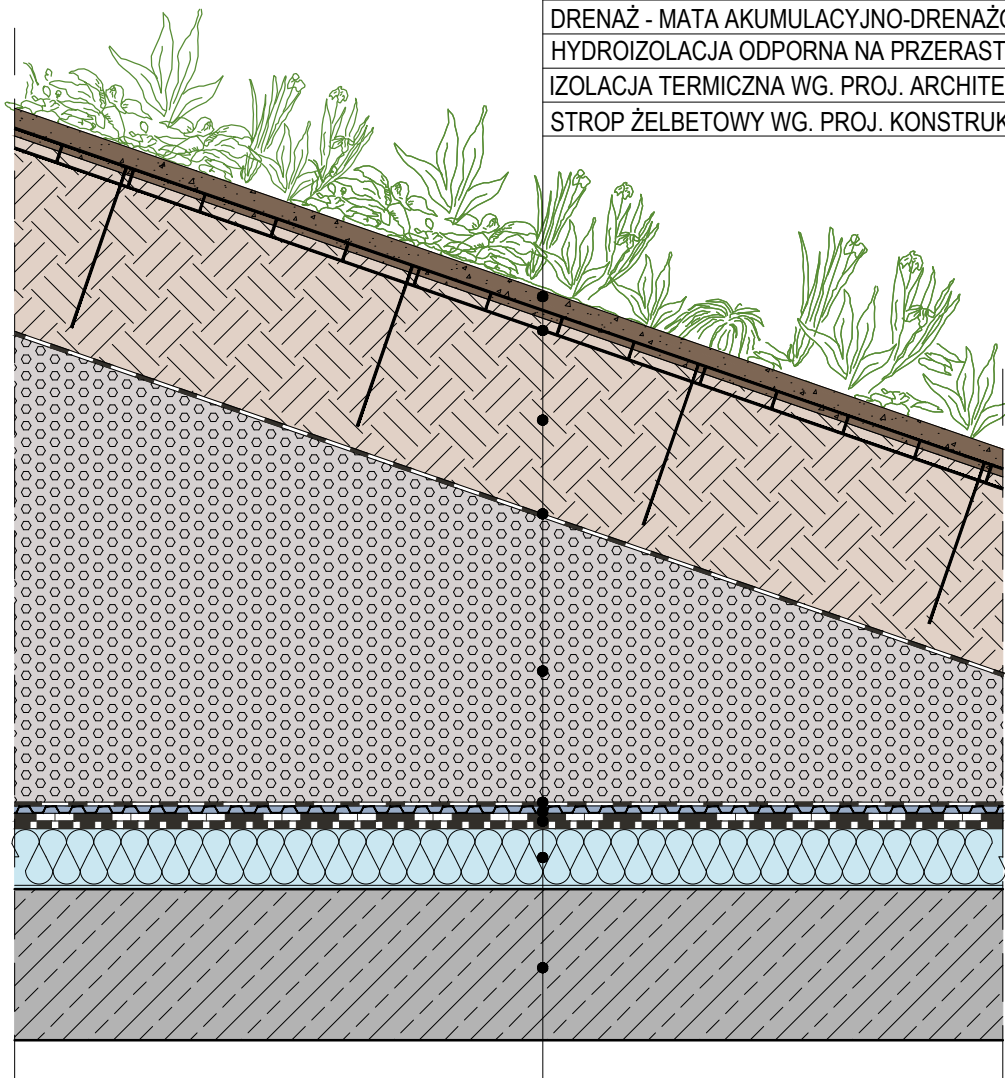 DRENAŻ - MATA AKUMULACYJNO-DRENAŻO
HYDROIZOLACJA ODPORNA NA PRZERAST
IZOLACJA TERMICZNA WG. PROJ. ARCHITE
STROP ŻELBETOWY WG. PROJ. KONSTRUK